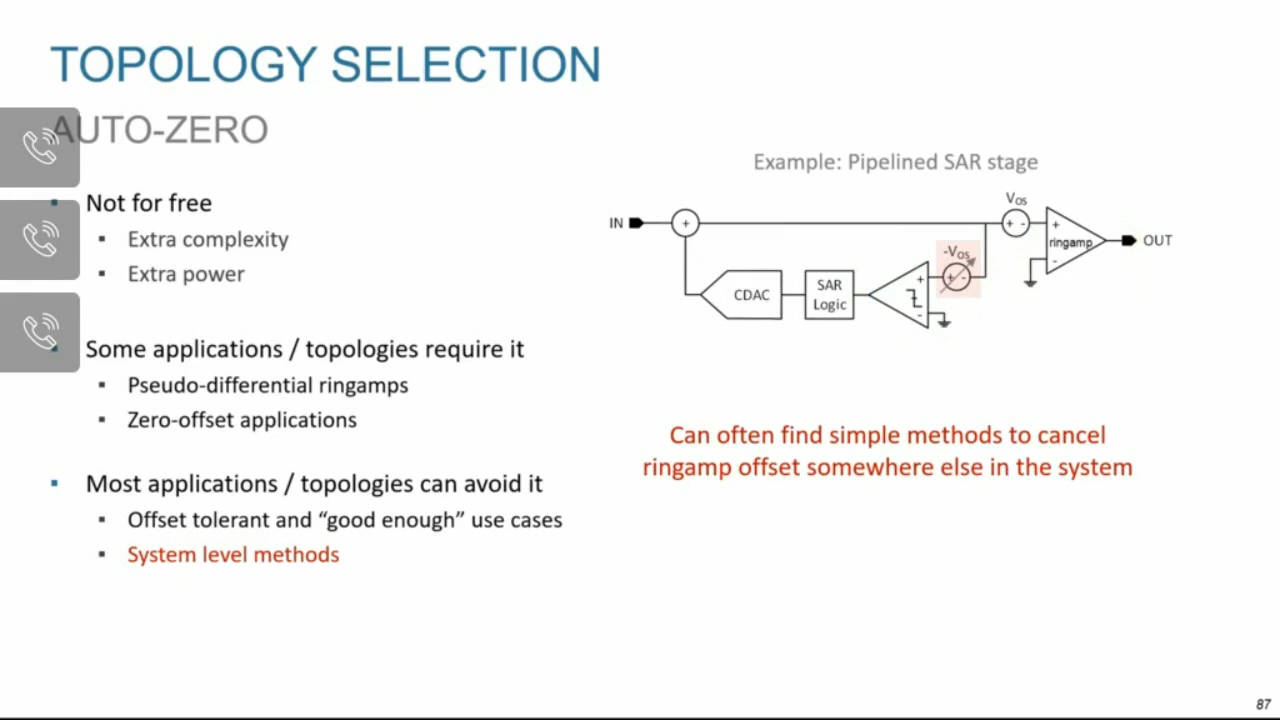 TOPOLOGY SELECTION
AUTO-ZERO
Example: Pipelined SAR stage
Not for free
Extra complexity
Extra power
Some applications / topologies require it
Pseudo-differential ringamps
Zero-offset applications
Most applications / topologies can avoid it
Offset tolerant and “good enough” use cases
System level methods
IN
+
CDAC
SAR
Logic
+
-
-VOS
+ -
VOS
+ -
+
ringamp
-
OUT
Can often find simple methods to cancel
ringamp offset somewhere else in the system
87